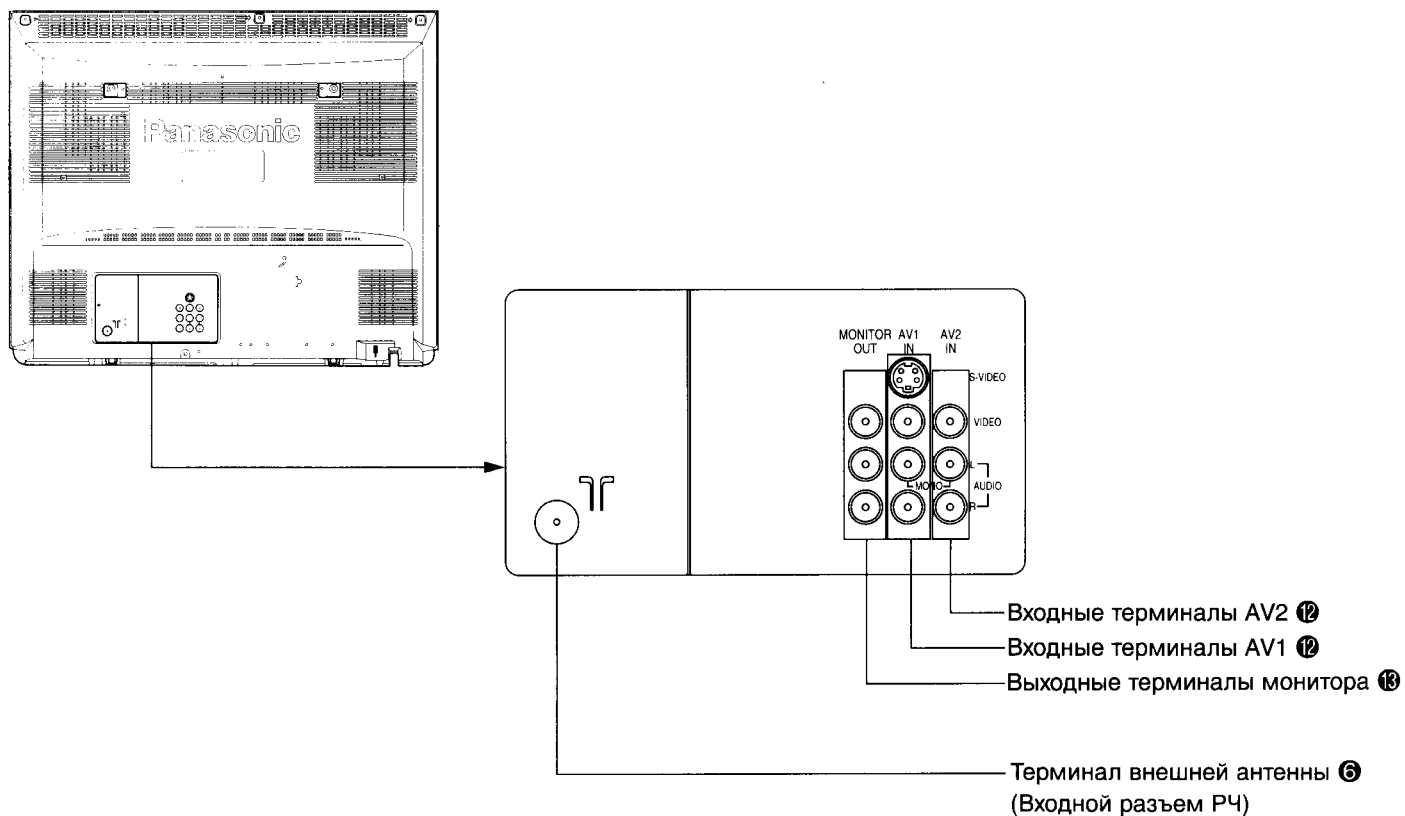 Panasonic
MONITOR AV1 AV2
OUT IN IN
S-VIDEO
VIDEO
L
MONO AUDIO
R
Входные терминалы AV2 ⓬
Входные терминалы AV1 ⓬
Выходные терминалы монитора ⓭
Терминал внешней антенны ❻
(Входной разъем РЧ)